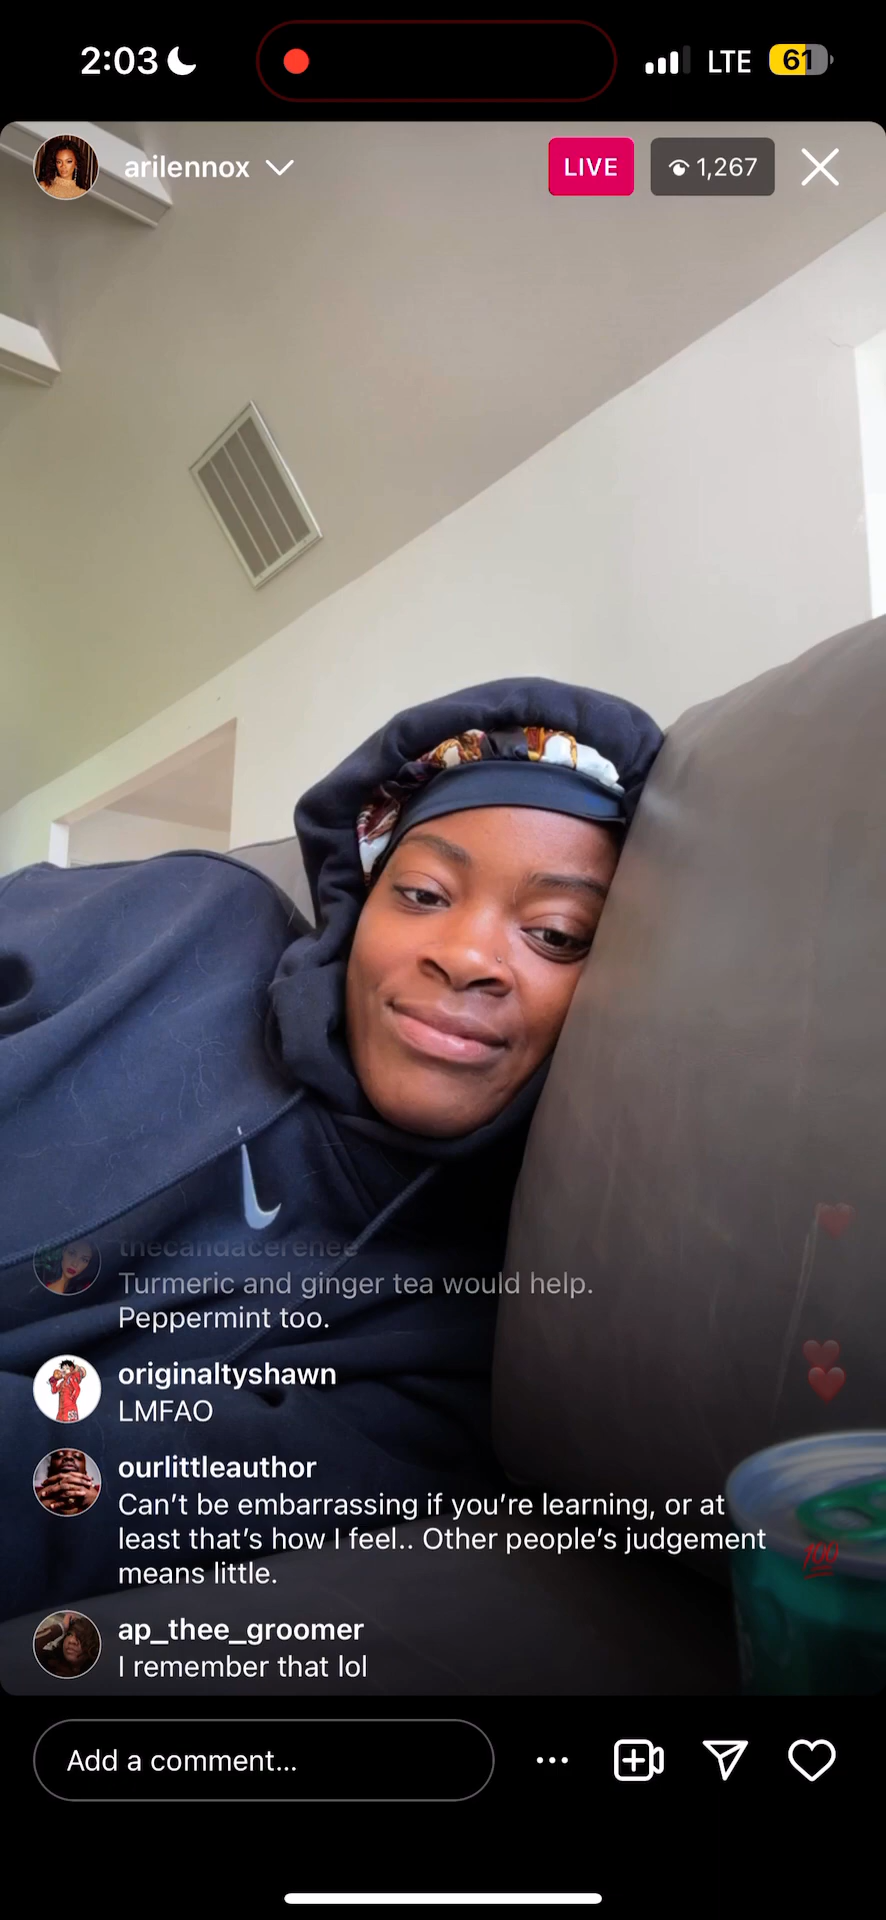 2:03
LTE
61
arilennox
LIVE
1,267
thecandacerenee
Turmeric and ginger tea would help.
Peppermint too.
originaltyshawn
LMFAO
ourlittleauthor
Can’t be embarrassing if you’re learning, or at
least that’s how I feel.. Other people’s judgement
means little.
ap_thee_groomer
I remember that lol
100
Add a comment...